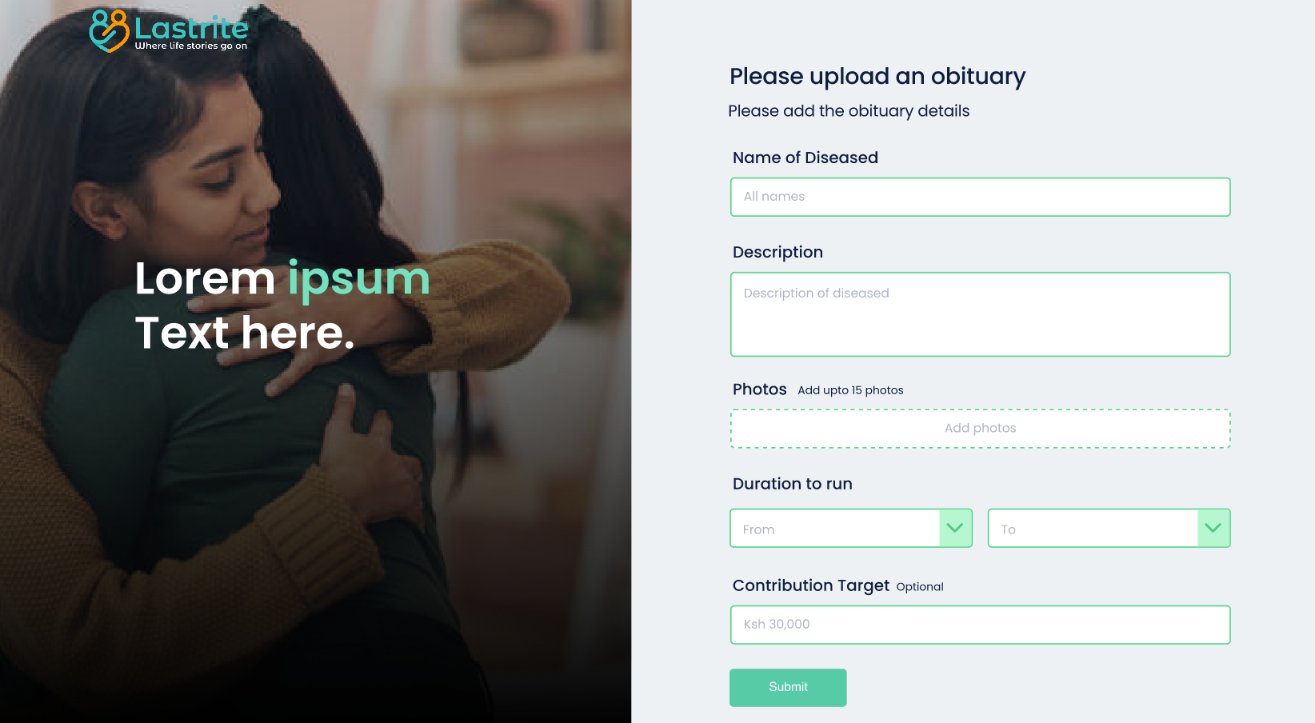 Lastrite
Where life stories go on
Lorem ipsum
Text here.
Please upload an obituary
Please add the obituary details
Name of Diseased
All names
Description
Description of diseased
Photos Add upto 15 photos
Add photos
Duration to run
From To
Contribution Target Optional
Ksh 30,000
Submit